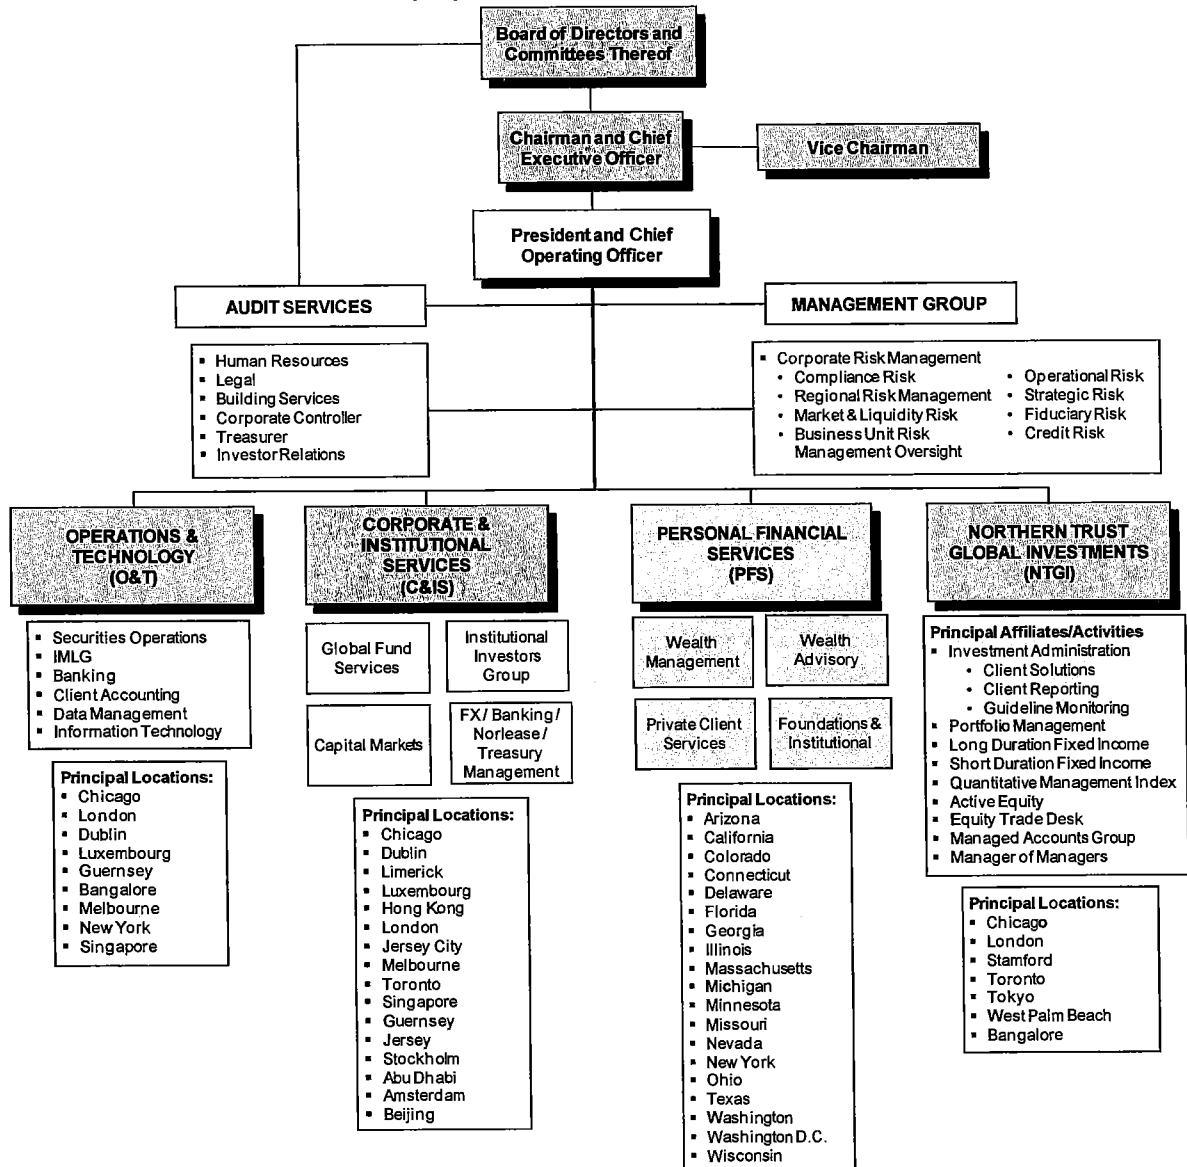 Board of Directors and
Committees Thereof
Chairman and Chief
Executive Officer
Vice Chairman
President and Chief
Operating Officer
AUDIT SERVICES
MANAGEMENT GROUP
▪ Human Resources
▪ Legal
▪ Building Services
▪ Corporate Controller
▪ Treasurer
▪ Investor Relations
▪ Corporate Risk Management
• Compliance Risk
• Regional Risk Management
• Market & Liquidity Risk
• Business Unit Risk
Management Oversight
• Operational Risk
• Strategic Risk
• Fiduciary Risk
• Credit Risk
OPERATIONS &
TECHNOLOGY
(O&T)
▪ Securities Operations
▪ IMLG
▪ Banking
▪ Client Accounting
▪ Data Management
▪ Information Technology
Principal Locations:
▪ Chicago
▪ London
▪ Dublin
▪ Luxembourg
▪ Guernsey
▪ Bangalore
▪ Melbourne
▪ New York
▪ Singapore
CORPORATE &
INSTITUTIONAL
SERVICES
(C&IS)
Global Fund
Services
Institutional
Investors
Group
Capital Markets
FX / Banking /
Norlease /
Treasury
Management
Principal Locations:
▪ Chicago
▪ Dublin
▪ Limerick
▪ Luxembourg
▪ Hong Kong
▪ London
▪ Jersey City
▪ Melbourne
▪ Toronto
▪ Singapore
▪ Guernsey
▪ Jersey
▪ Stockholm
▪ Abu Dhabi
▪ Amsterdam
▪ Beijing
PERSONAL FINANCIAL
SERVICES
(PFS)
Wealth
Management
Wealth
Advisory
Private Client
Services
Foundations &
Institutional
Principal Locations:
▪ Arizona
▪ California
▪ Colorado
▪ Connecticut
▪ Delaware
▪ Florida
▪ Georgia
▪ Illinois
▪ Massachusetts
▪ Michigan
▪ Minnesota
▪ Missouri
▪ Nevada
▪ New York
▪ Ohio
▪ Texas
▪ Washington
▪ Washington D.C.
▪ Wisconsin
NORTHERN TRUST
GLOBAL INVESTMENTS
(NTGI)
Principal Affiliates/Activities
▪ Investment Administration
• Client Solutions
• Client Reporting
• Guideline Monitoring
▪ Portfolio Management
▪ Long Duration Fixed Income
▪ Short Duration Fixed Income
▪ Quantitative Management Index
▪ Active Equity
▪ Equity Trade Desk
▪ Managed Accounts Group
▪ Manager of Managers
Principal Locations:
▪ Chicago
▪ London
▪ Stamford
▪ Toronto
▪ Tokyo
▪ West Palm Beach
▪ Bangalore